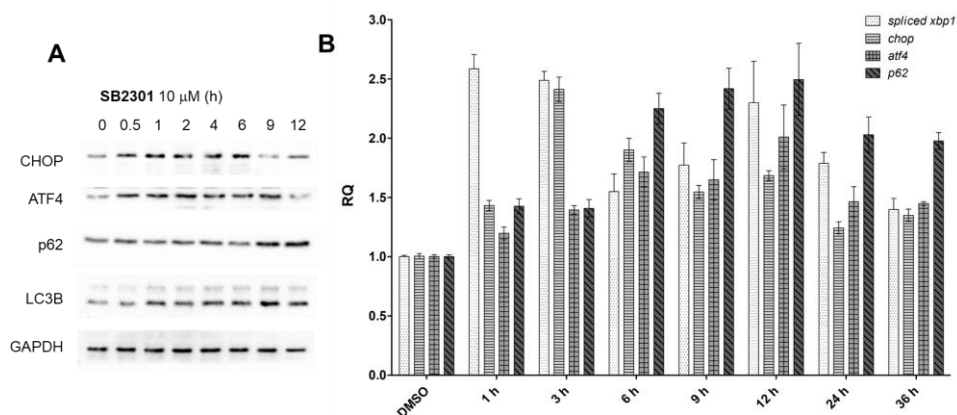 A
SB2301 10 μM (h)
0 0.5 1 2 4 6 9 12
CHOP
ATF4
p62
LC3B
GAPDH
B
3.0
2.5
2.0
1.5
1.0
0.5
0.0
RQ
spliced xbp1
chop
atf4
p62
DMSO 1 h 3 h 6 h 9 h 12 h 24 h 36 h